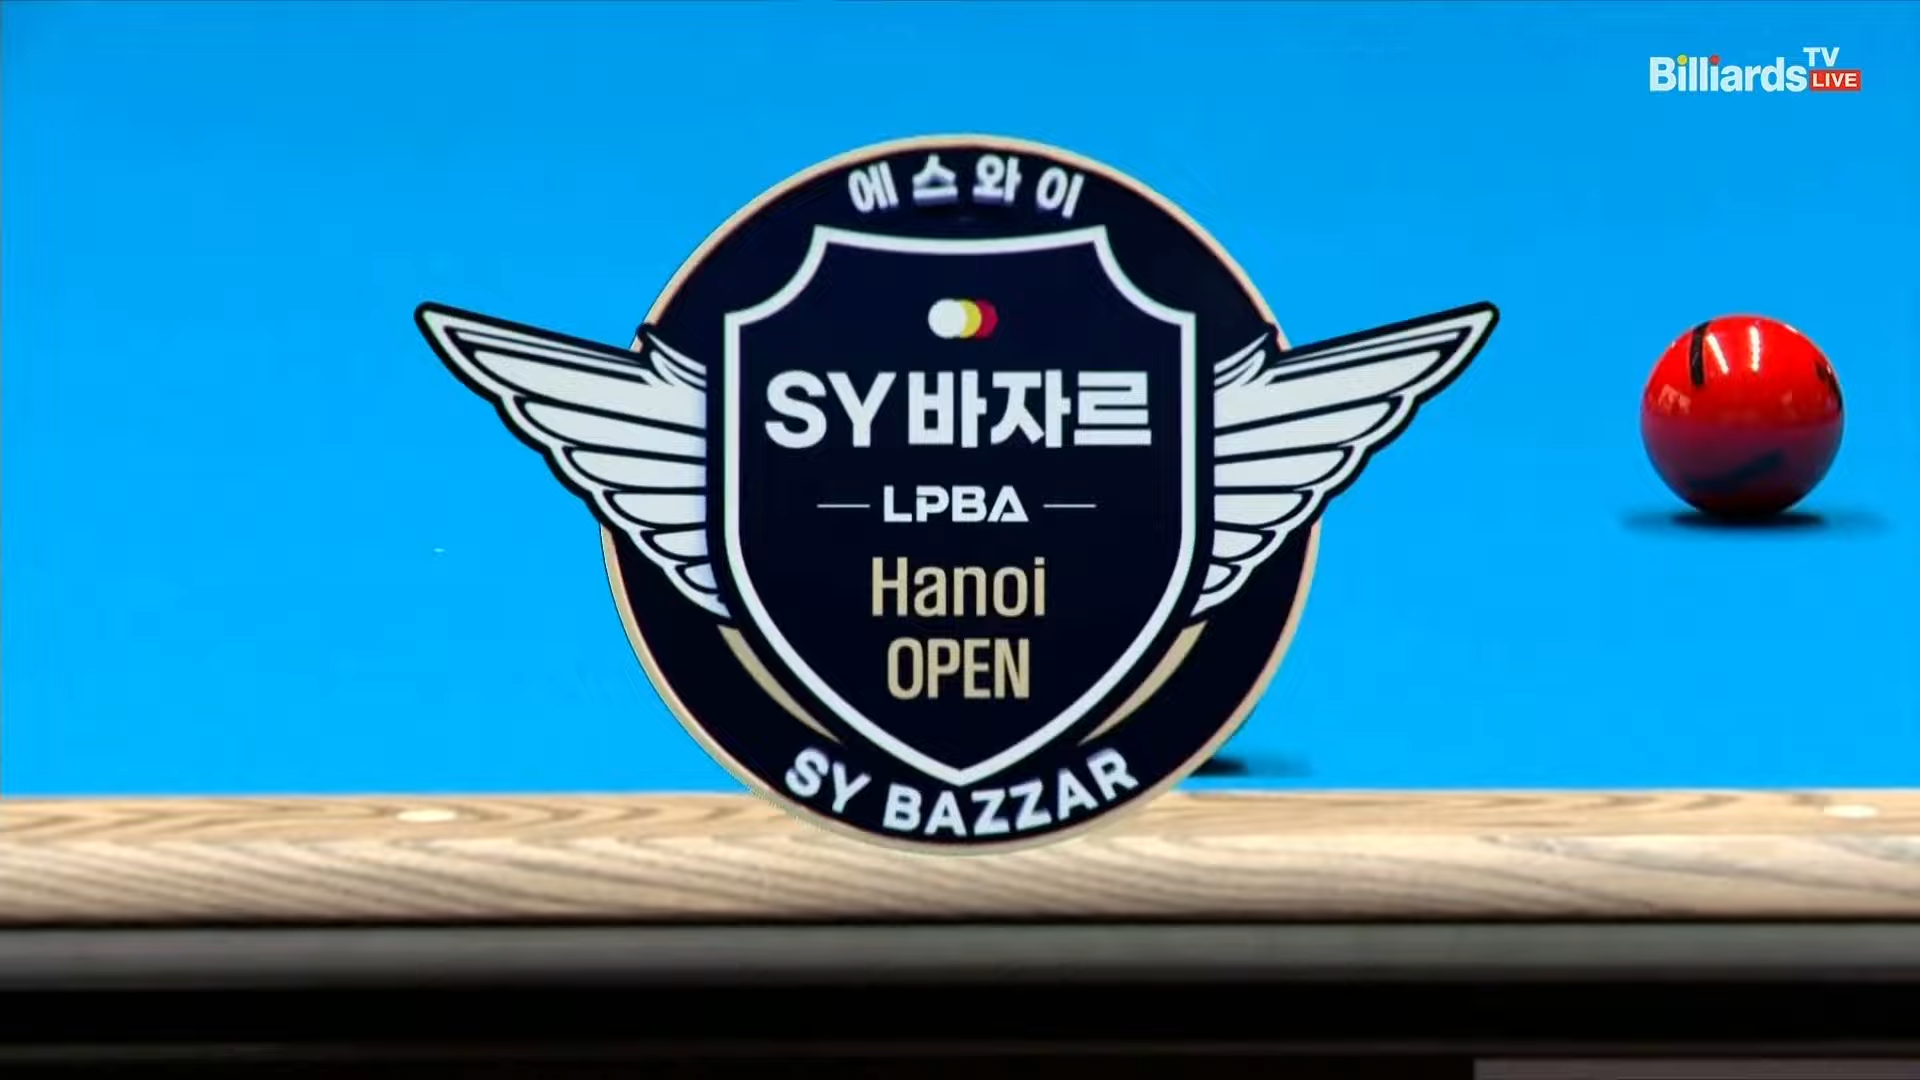 Billiards TV
LIVE
에스와이
SY바자르
LPBA
Hanoi
OPEN
SY BAZZAR